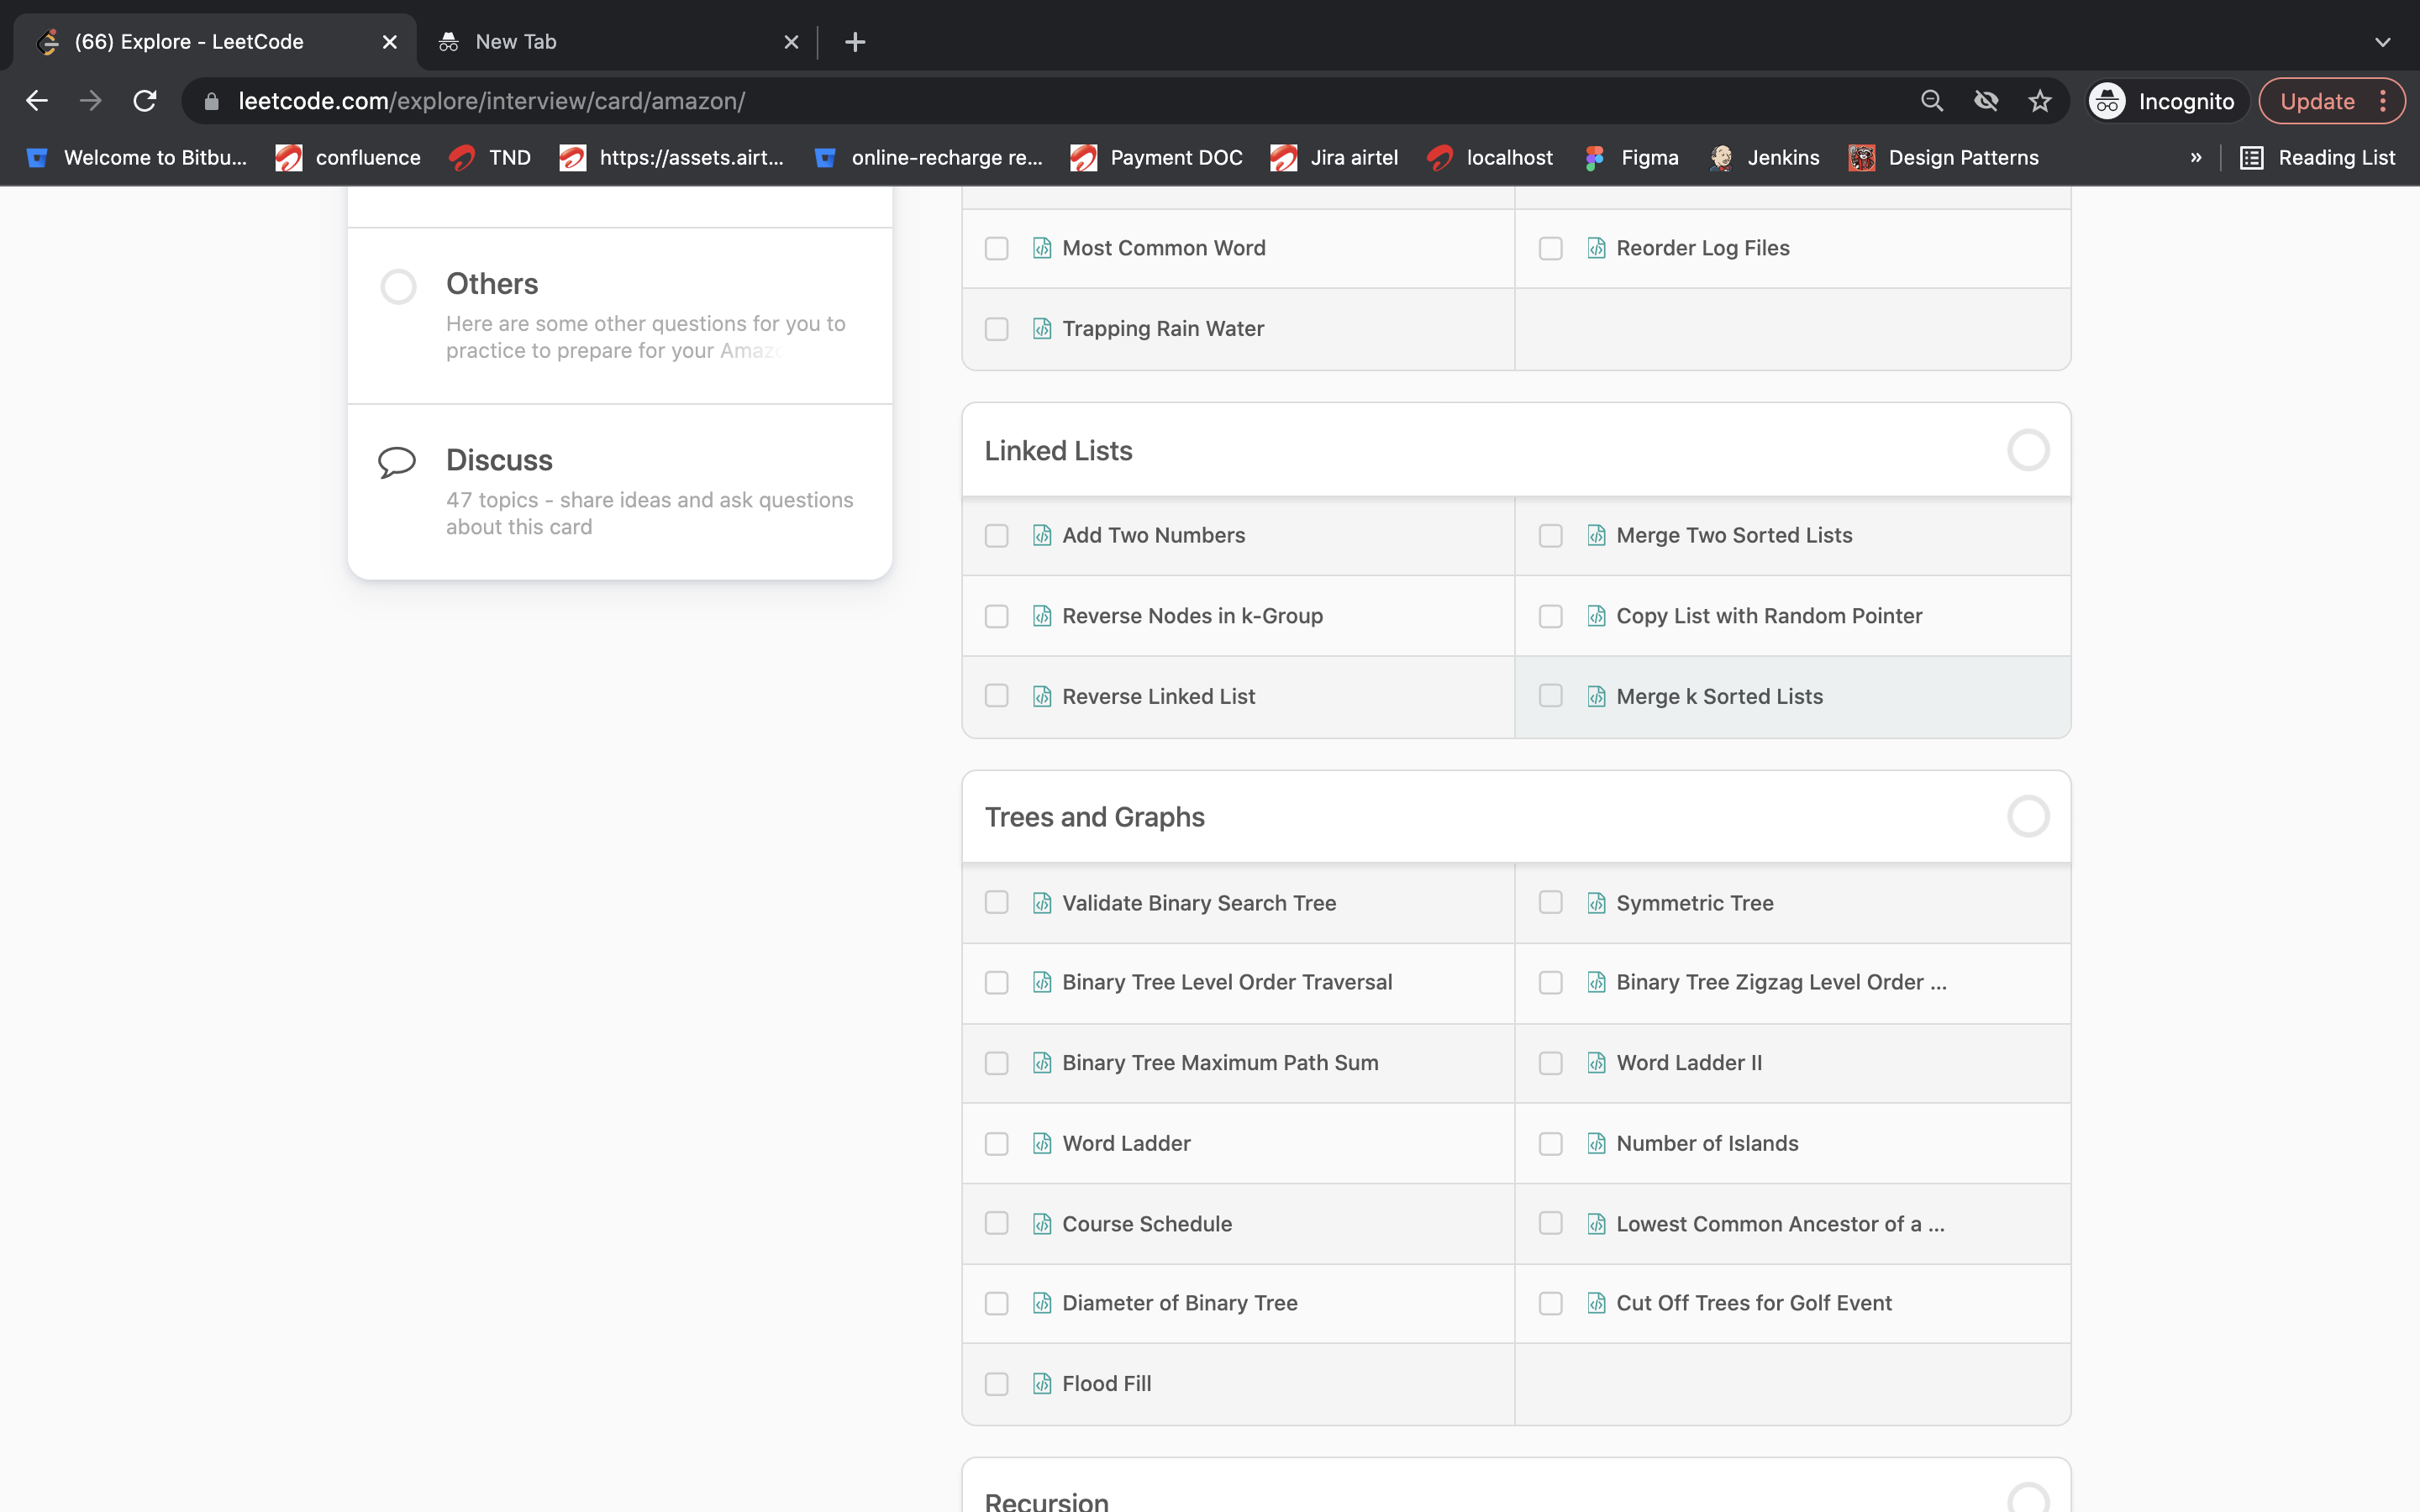 (66) Explore - LeetCode
New Tab
leetcode.com/explore/interview/card/amazon/
Incognito
Update
Welcome to Bitbu...
confluence
TND
https://assets.airt...
online-recharge re...
Payment DOC
Jira airtel
localhost
Figma
Jenkins
Design Patterns
»
Reading List
Others
Here are some other questions for you to
practice to prepare for your Amaz
Discuss
47 topics - share ideas and ask questions
about this card
Most Common Word
Reorder Log Files
Trapping Rain Water
Linked Lists
Add Two Numbers
Merge Two Sorted Lists
Reverse Nodes in k-Group
Copy List with Random Pointer
Reverse Linked List
Merge k Sorted Lists
Trees and Graphs
Validate Binary Search Tree
Symmetric Tree
Binary Tree Level Order Traversal
Binary Tree Zigzag Level Order ...
Binary Tree Maximum Path Sum
Word Ladder II
Word Ladder
Number of Islands
Course Schedule
Lowest Common Ancestor of a ...
Diameter of Binary Tree
Cut Off Trees for Golf Event
Flood Fill
Recursion